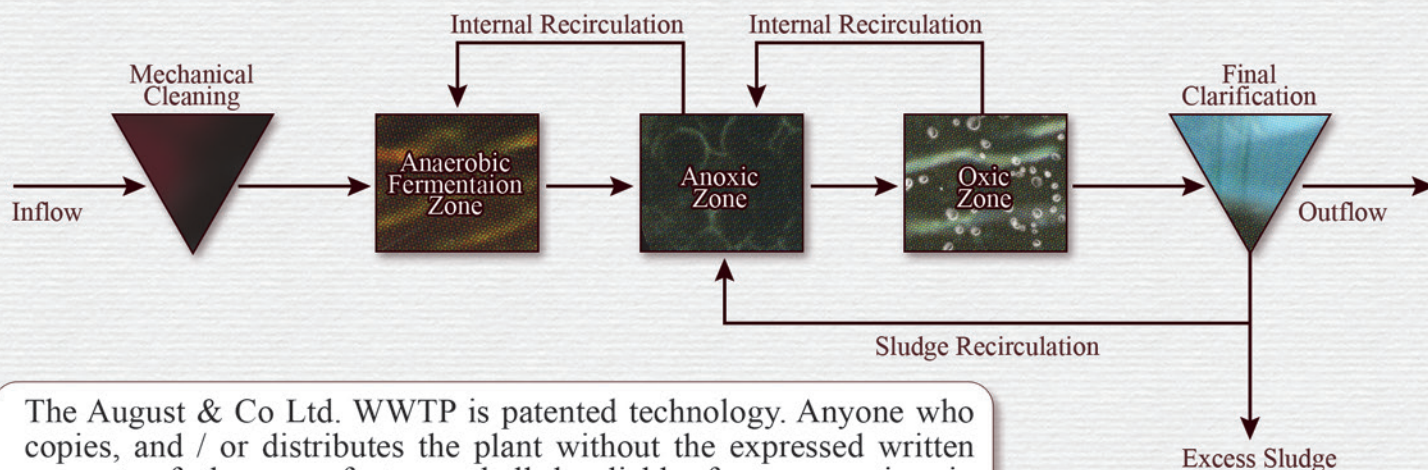 Internal Recirculation
Internal Recirculation
Mechanical
Cleaning
Final
Clarification
Anaerobic
Fermentaion
Zone
Anoxic
Zone
Oxic
Zone
Inflow
Outflow
Sludge Recirculation
The August & Co Ltd. WWTP is patented technology. Anyone who
copies, and / or distributes the plant without the expressed written
Excess Sludge